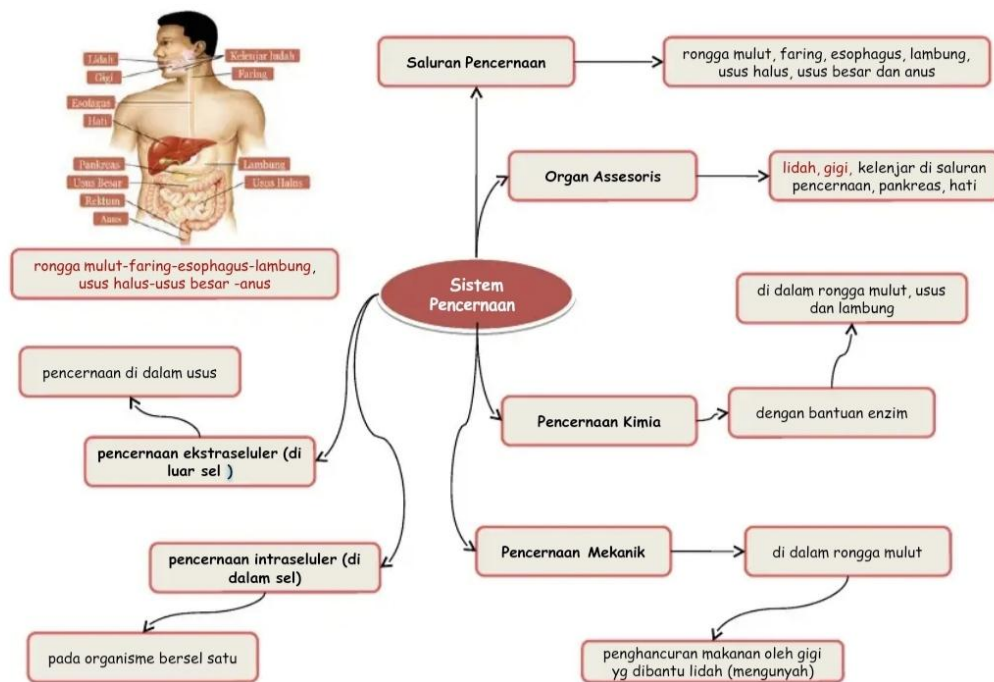 Lidah
Gigi
Kelenjar ludah
Faring
Esofagus
Hati
Pankreas
Usus Besar
Rektum
Anus
Lambung
Usus Halus
rongga mulut-faring-esophagus-lambung,
usus halus-usus besar -anus
Saluran Pencernaan
rongga mulut, faring, esophagus, lambung,
usus halus, usus besar dan anus
Organ Assesoris
lidah, gigi, kelenjar di saluran
pencernaan, pankreas, hati
Sistem
Pencernaan
di dalam rongga mulut, usus
dan lambung
Pencernaan Kimia
dengan bantuan enzim
pencernaan di dalam usus
pencernaan ekstraseluler (di
luar sel )
pencernaan intraseluler (di
dalam sel)
pada organisme bersel satu
Pencernaan Mekanik
di dalam rongga mulut
penghancuran makanan oleh gigi
yg dibantu lidah (mengunyah)